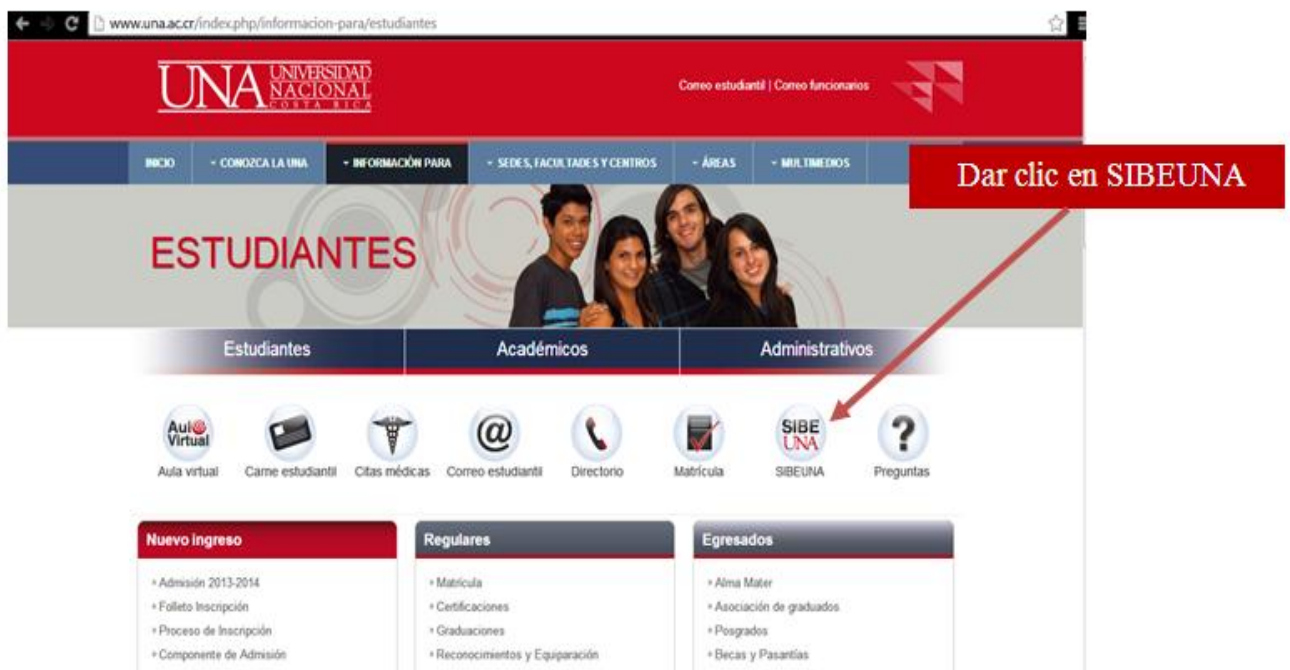 www.una.ac.cr/index.php/informacion-para/estudiantes
UNA UNIVERSIDAD
NACIONAL
COSTA RICA
Correo estudiantil | Correo funcionarios
INICIO CONOZCA LA UNA INFORMACIÓN PARA SEDES, FACULTADES Y CENTROS ÁREAS MULTIMEDIOS
Dar clic en SIBEUNA
ESTUDIANTES
Estudiantes Académicos Administrativos
Aul@
Virtual
@
SIBE
UNA
?
Aula virtual Carne estudiantil Citas médicas Correo estudiantil Directorio Matrícula SIBEUNA Preguntas
Nuevo ingreso Regulares Egresados
Admisión 2013-2014 Matrícula Alma Mater
Folleto Inscripción Certificaciones Asociación de graduados
Proceso de Inscripción Graduaciones Posgrados
Componente de Admisión Reconocimientos y Equiparación Becas y Pasantías